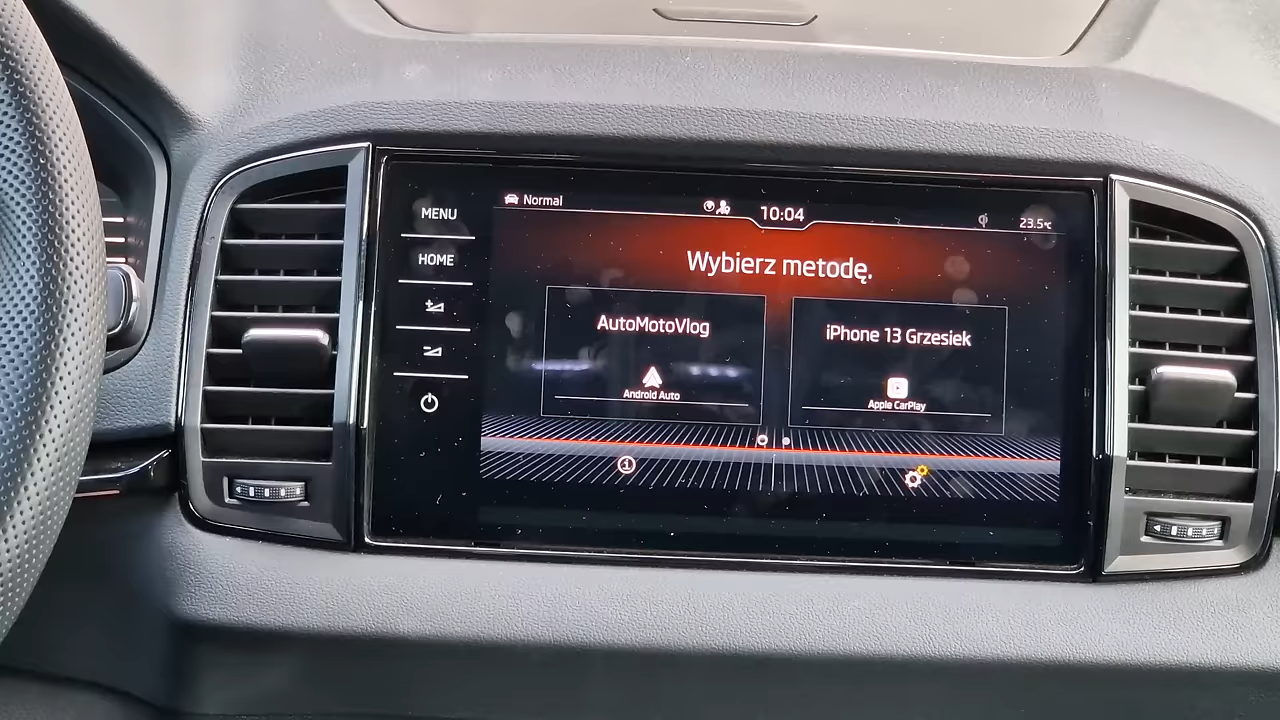 Normal
10:04
23.5°C
MENU
HOME
Wybierz metodę.
AutoMotoVlog
Android Auto
iPhone 13 Grzesiek
Apple CarPlay